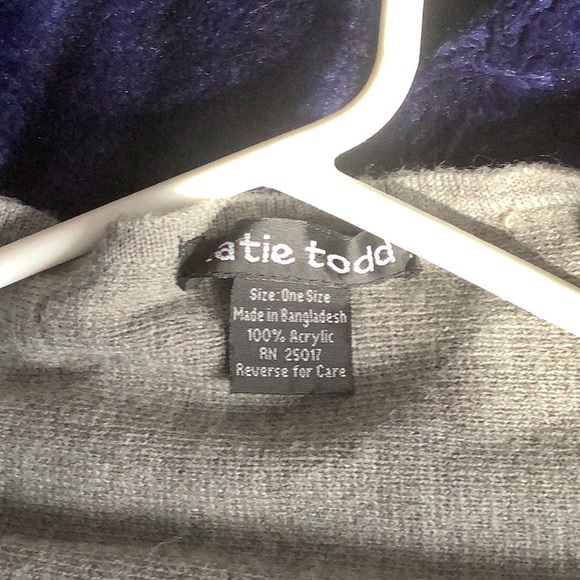 atie todd
Size: One Size
Made in Bangladesh
100% Acrylic
RN 25017
Reverse for Care